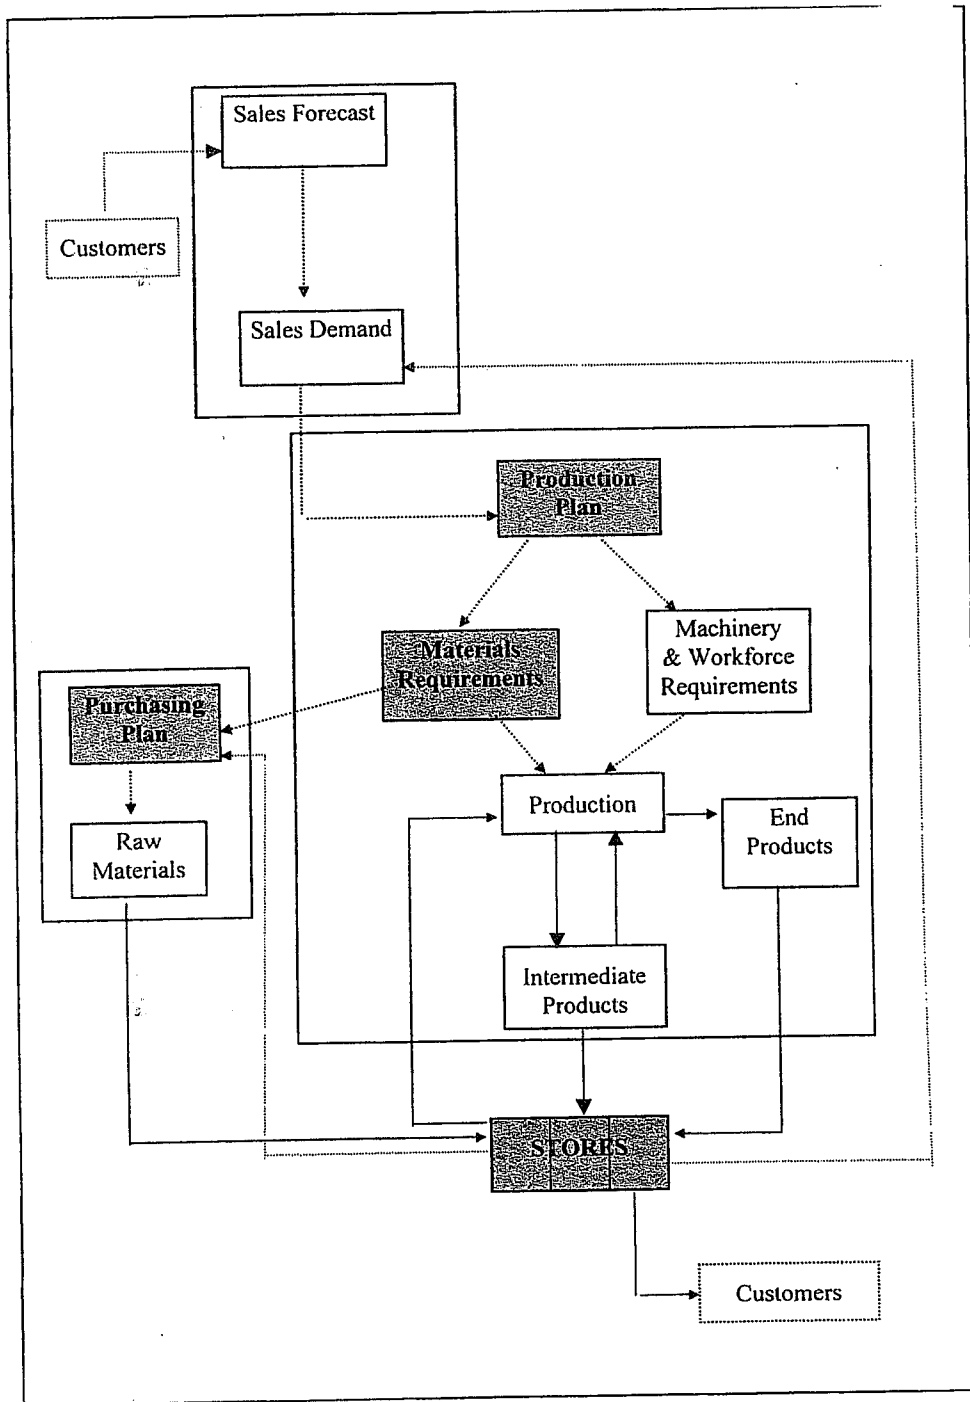 Sales Forecast
Customers
Sales Demand
Production
Plan
Materials
Requirements
Machinery
& Workforce
Requirements
Purchasing
Plan
Production
End
Products
Raw
Materials
Intermediate
Products
STORES
Customers